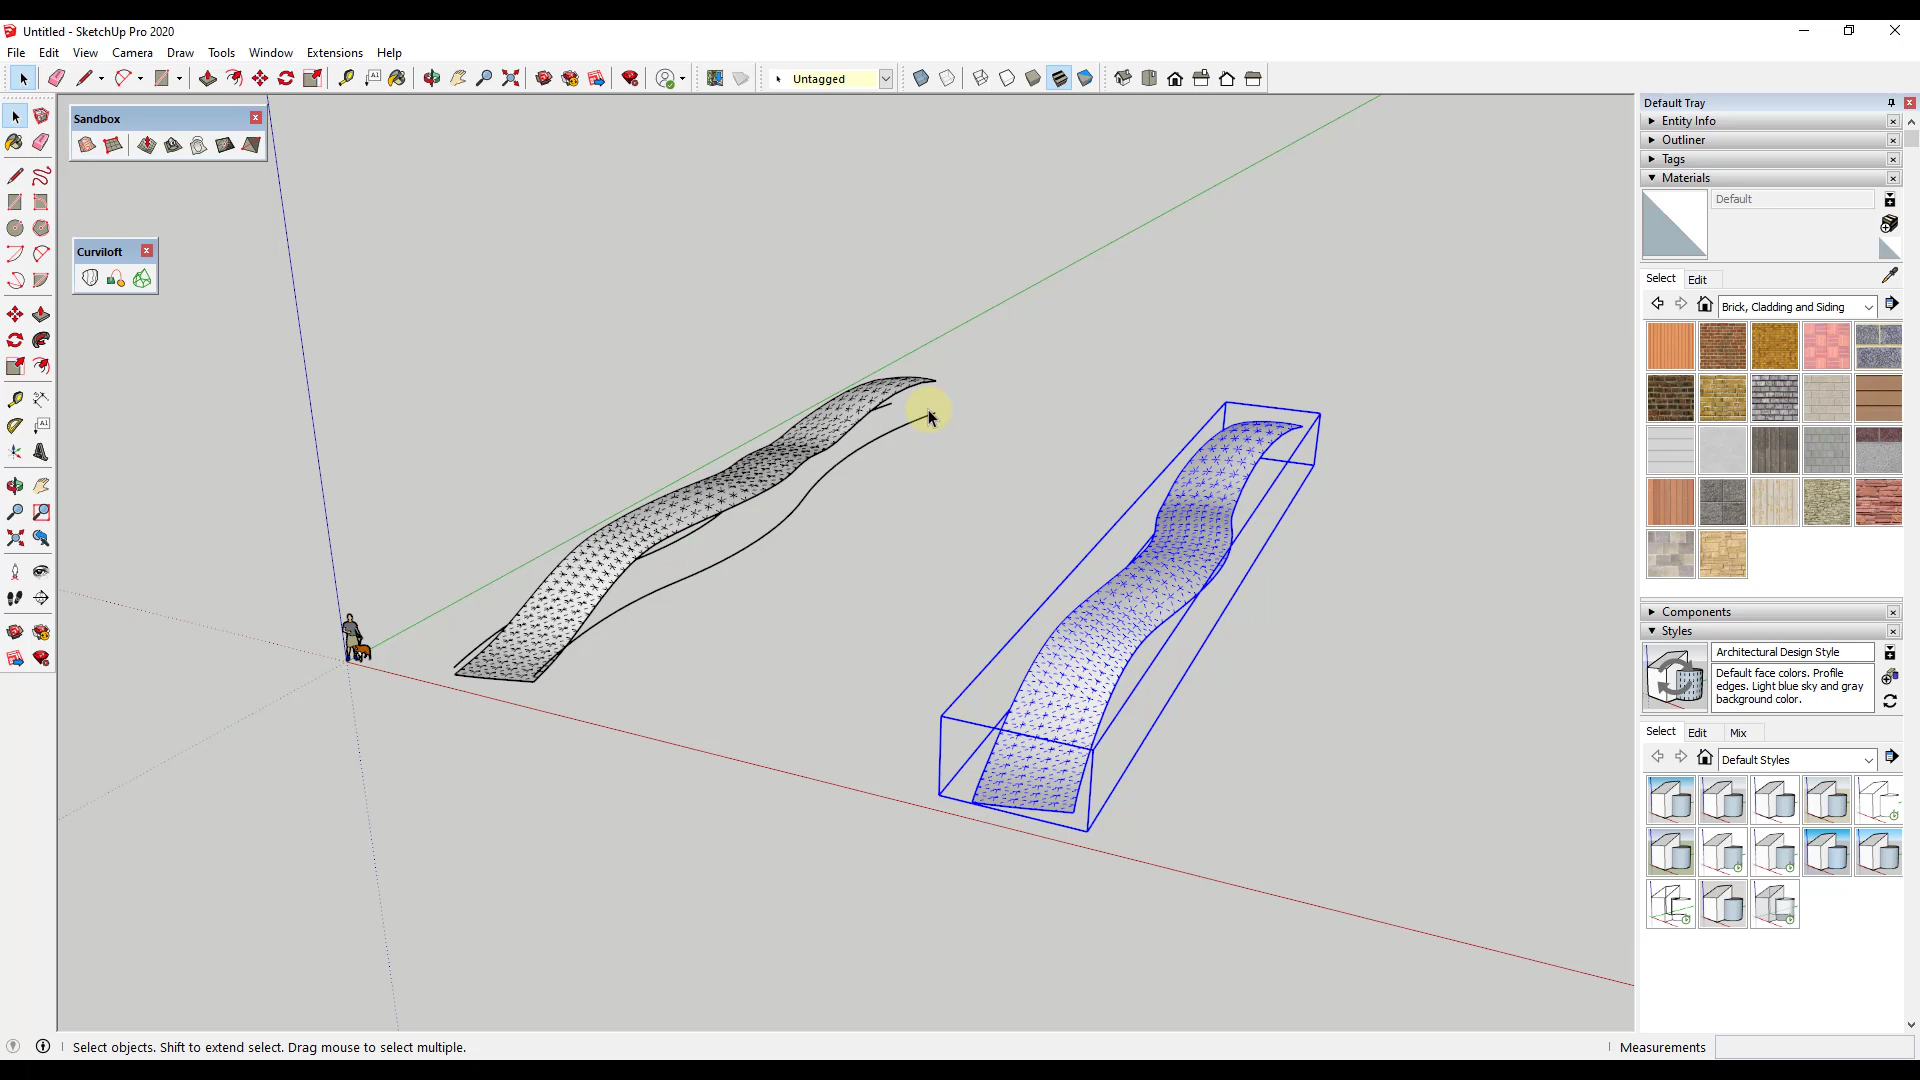 Untitled - SketchUp Pro 2020
File Edit View Camera Draw Tools Window Extensions Help
Untagged
Sandbox
Curviloft
Default Tray
Entity Info
Outliner
Tags
Materials
Default
Select Edit
Brick, Cladding and Siding
Components
Styles
Architectural Design Style
Default face colors. Profile
edges. Light blue sky and gray
background color.
Select Edit Mix
Default Styles
Select objects. Shift to extend select. Drag mouse to select multiple.
Measurements